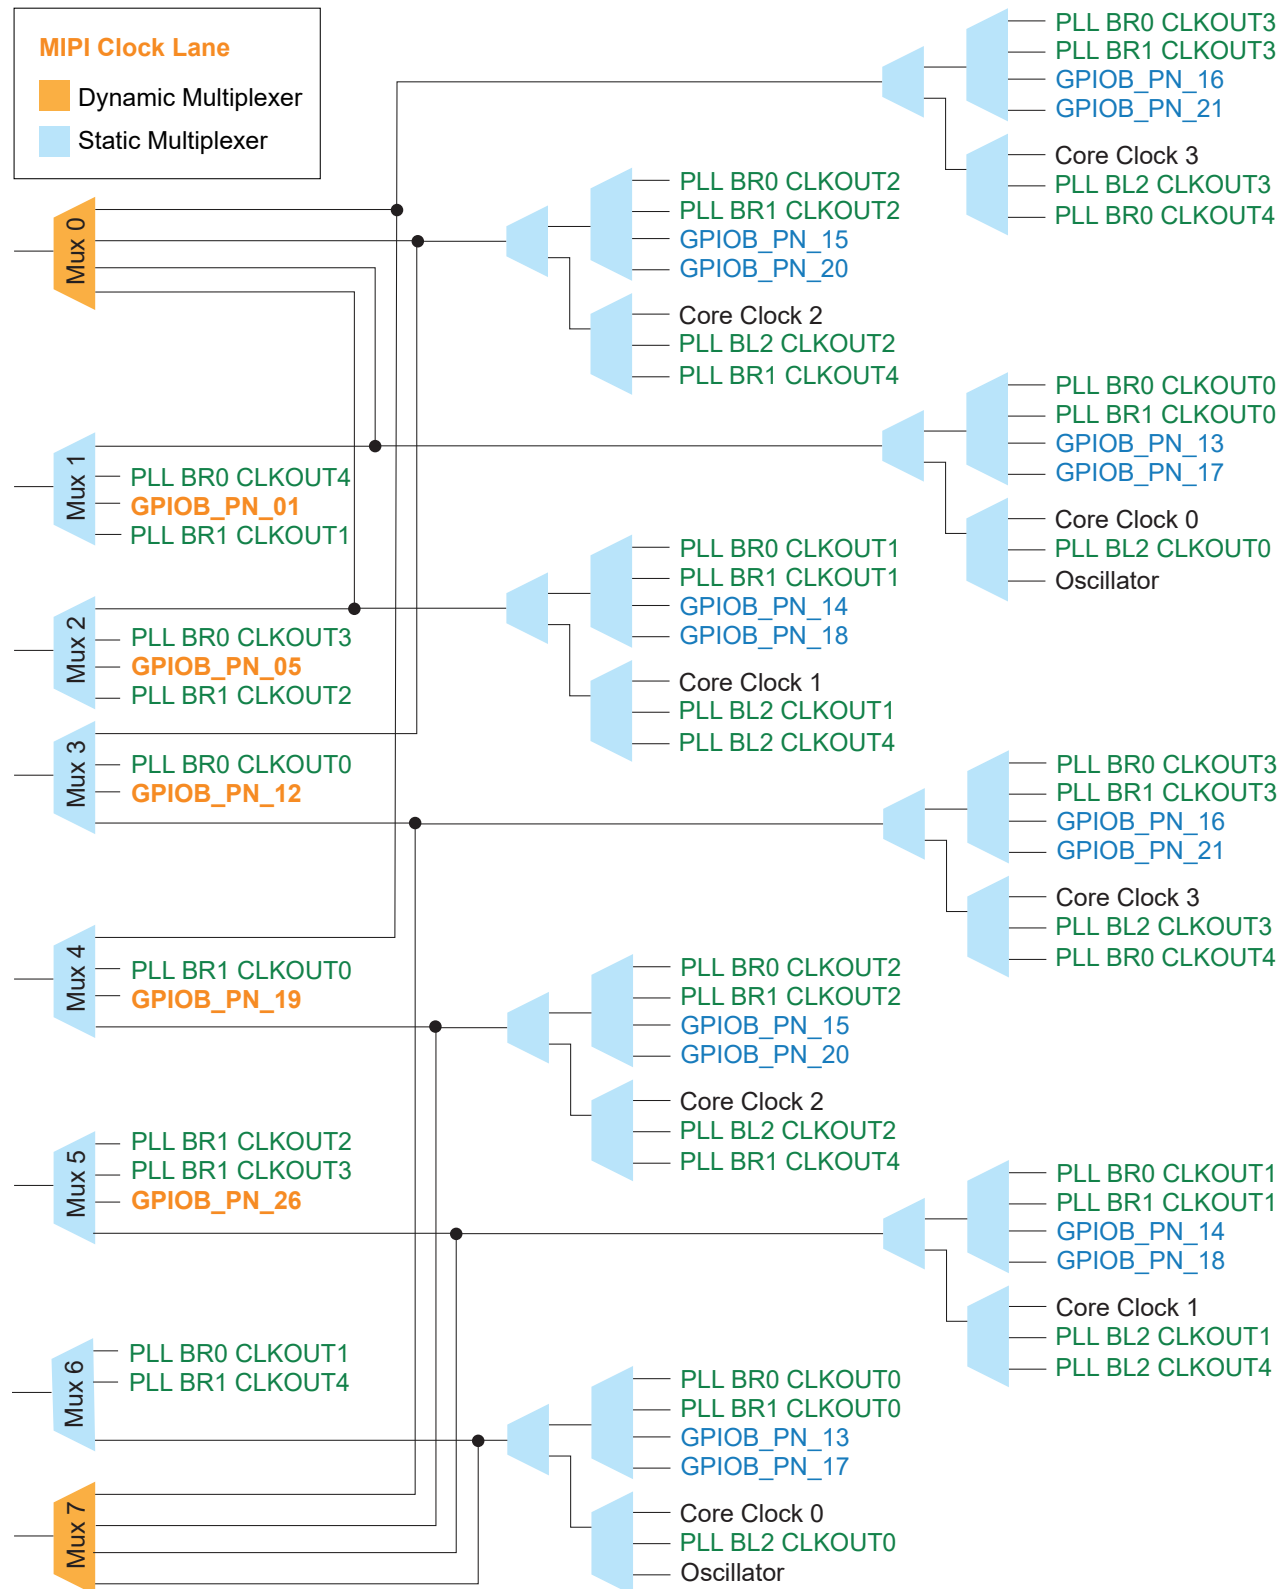 MIPI Clock Lane
Dynamic Multiplexer
Static Multiplexer
PLL BR0 CLKOUT3
PLL BR1 CLKOUT3
GPIOB_PN_16
GPIOB_PN_21
Core Clock 3
PLL BL2 CLKOUT3
PLL BR0 CLKOUT4
Mux 0
PLL BR0 CLKOUT2
PLL BR1 CLKOUT2
GPIOB_PN_15
GPIOB_PN_20
Core Clock 2
PLL BL2 CLKOUT2
PLL BR1 CLKOUT4
PLL BR0 CLKOUT0
PLL BR1 CLKOUT0
GPIOB_PN_13
GPIOB_PN_17
Core Clock 0
PLL BL2 CLKOUT0
Oscillator
Mux 1
PLL BR0 CLKOUT4
GPIOB_PN_01
PLL BR1 CLKOUT1
PLL BR0 CLKOUT1
PLL BR1 CLKOUT1
GPIOB_PN_14
GPIOB_PN_18
Core Clock 1
PLL BL2 CLKOUT1
PLL BL2 CLKOUT4
Mux 2
PLL BR0 CLKOUT3
GPIOB_PN_05
PLL BR1 CLKOUT2
Mux 3
PLL BR0 CLKOUT0
GPIOB_PN_12
PLL BR0 CLKOUT3
PLL BR1 CLKOUT3
GPIOB_PN_16
GPIOB_PN_21
Core Clock 3
PLL BL2 CLKOUT3
PLL BR0 CLKOUT4
Mux 4
PLL BR1 CLKOUT0
GPIOB_PN_19
PLL BR0 CLKOUT2
PLL BR1 CLKOUT2
GPIOB_PN_15
GPIOB_PN_20
Core Clock 2
PLL BL2 CLKOUT2
PLL BR1 CLKOUT4
Mux 5
PLL BR1 CLKOUT2
PLL BR1 CLKOUT3
GPIOB_PN_26
PLL BR0 CLKOUT1
PLL BR1 CLKOUT1
GPIOB_PN_14
GPIOB_PN_18
Core Clock 1
PLL BL2 CLKOUT1
PLL BL2 CLKOUT4
Mux 6
PLL BR0 CLKOUT1
PLL BR1 CLKOUT4
PLL BR0 CLKOUT0
PLL BR1 CLKOUT0
GPIOB_PN_13
GPIOB_PN_17
Core Clock 0
PLL BL2 CLKOUT0
Oscillator
Mux 7